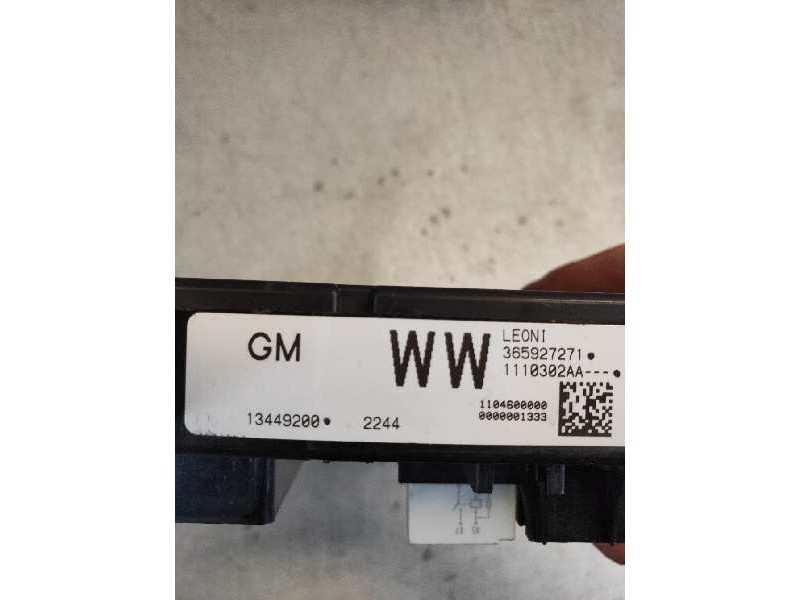 GM
WW
LEONI
365927271•
1110302AA---•
1104600000
0000001333
13449200• 2244